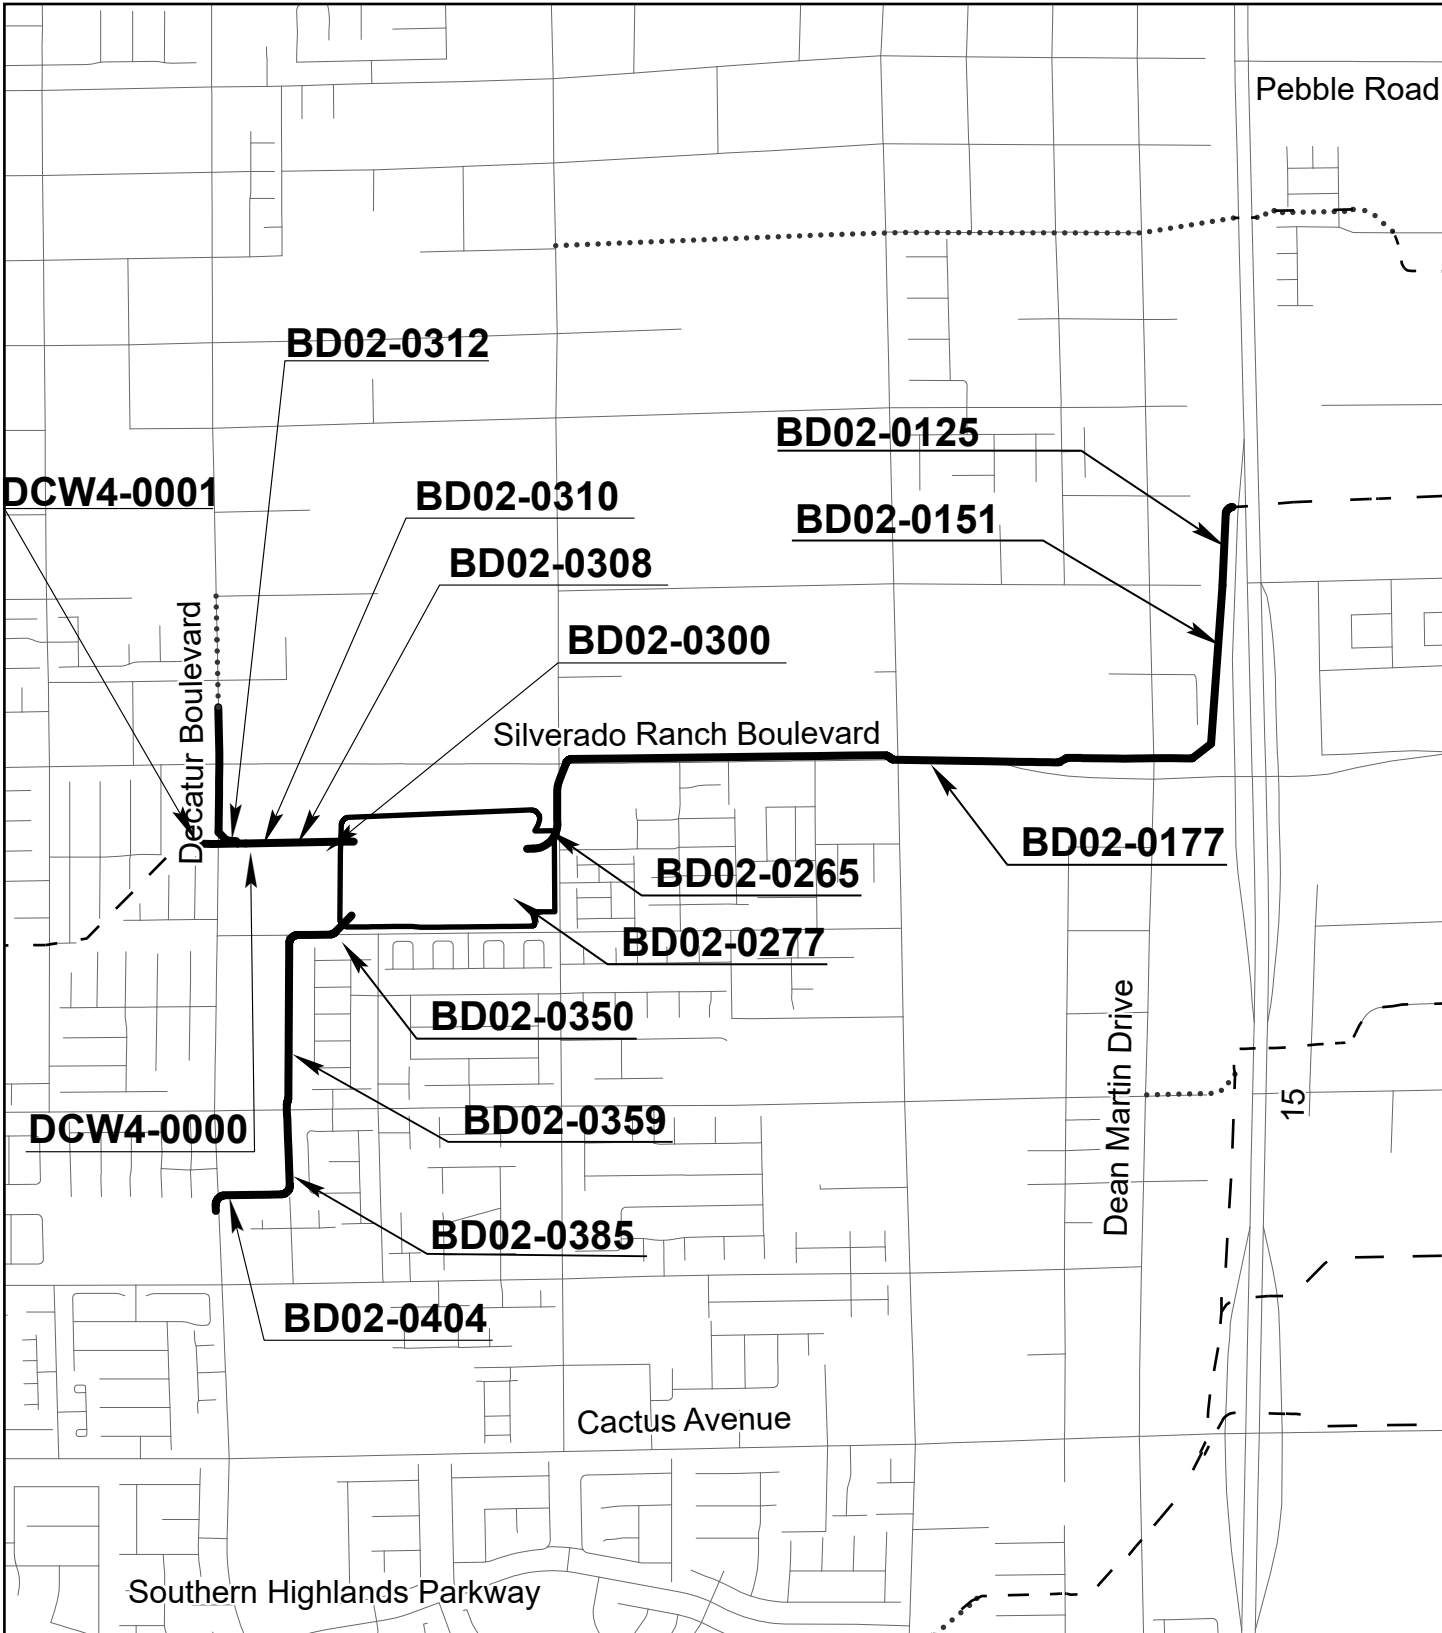 Pebble Road
BD02-0312
BD02-0125
DCW4-0001
BD02-0310
BD02-0151
BD02-0308
Decatur Boulevard
BD02-0300
Silverado Ranch Boulevard
BD02-0177
BD02-0265
BD02-0277
BD02-0350
Dean Martin Drive
15
BD02-0359
DCW4-0000
BD02-0385
BD02-0404
Cactus Avenue
Southern Highlands Parkway